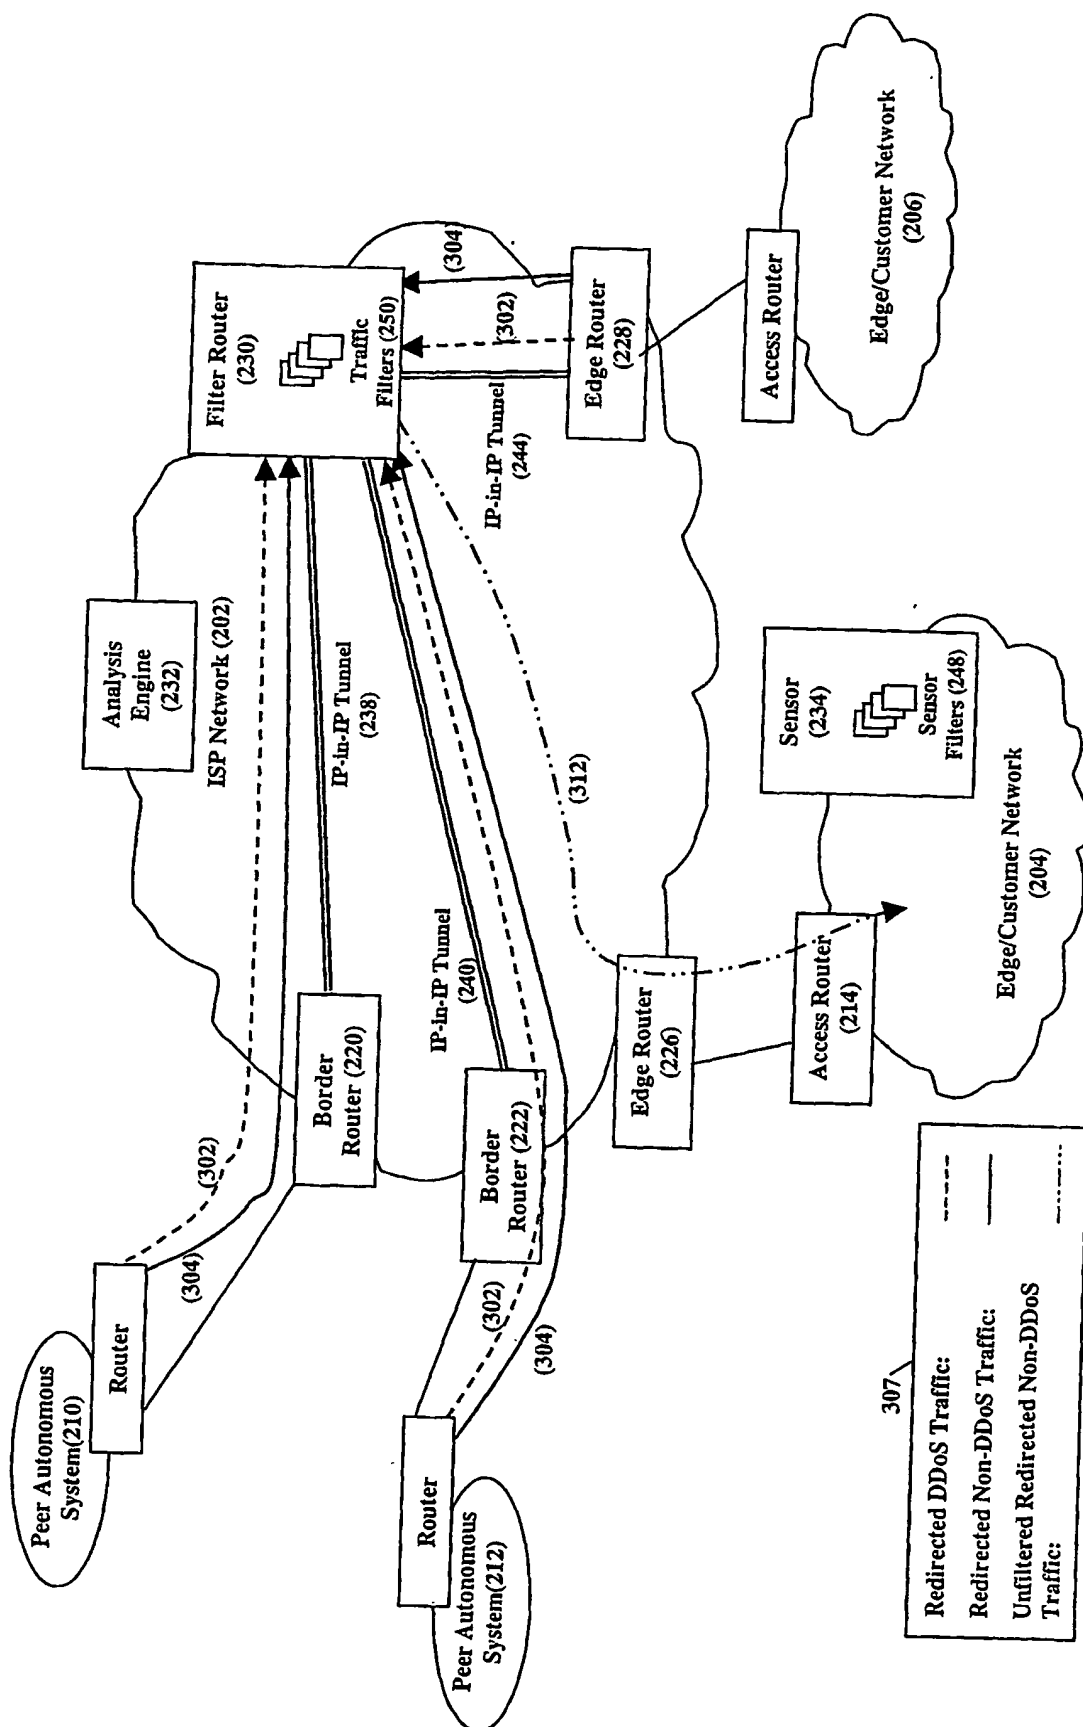 Peer Autonomous
System(210)
Router
(302)
(304)
Analysis
Engine
(232)
ISP Network (202)
Filter Router
(230)
Traffic
Filters (250)
IP-in-IP Tunnel
(238)
Border
Router (220)
(304)
(302)
IP-in-IP Tunnel
(244)
Edge Router
(228)
Access Router
Edge/Customer Network
(206)
Peer Autonomous
System(212)
Router
(302)
(304)
Border
Router (222)
IP-in-IP Tunnel
(240)
(312)
Edge Router
(226)
Access Router
(214)
Sensor
(234)
Sensor
Filters (248)
Edge/Customer Network
(204)
307
Redirected DDoS Traffic:
Redirected Non-DDoS Traffic:
Unfiltered Redirected Non-DDoS
Traffic: